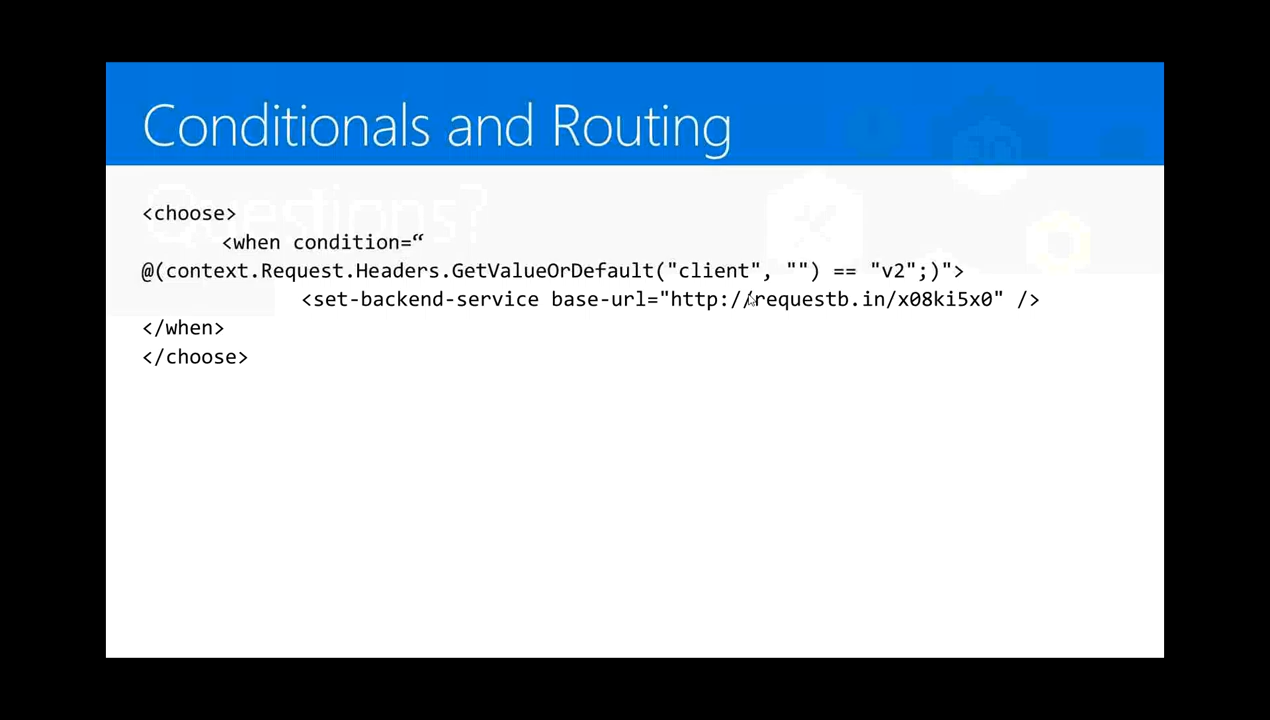 Conditionals and Routing
Questions?
<choose>
<when condition=“
@(context.Request.Headers.GetValueOrDefault("client", "") == "v2";)">
<set-backend-service base-url="http://requestb.in/x08ki5x0" />
</when>
</choose>